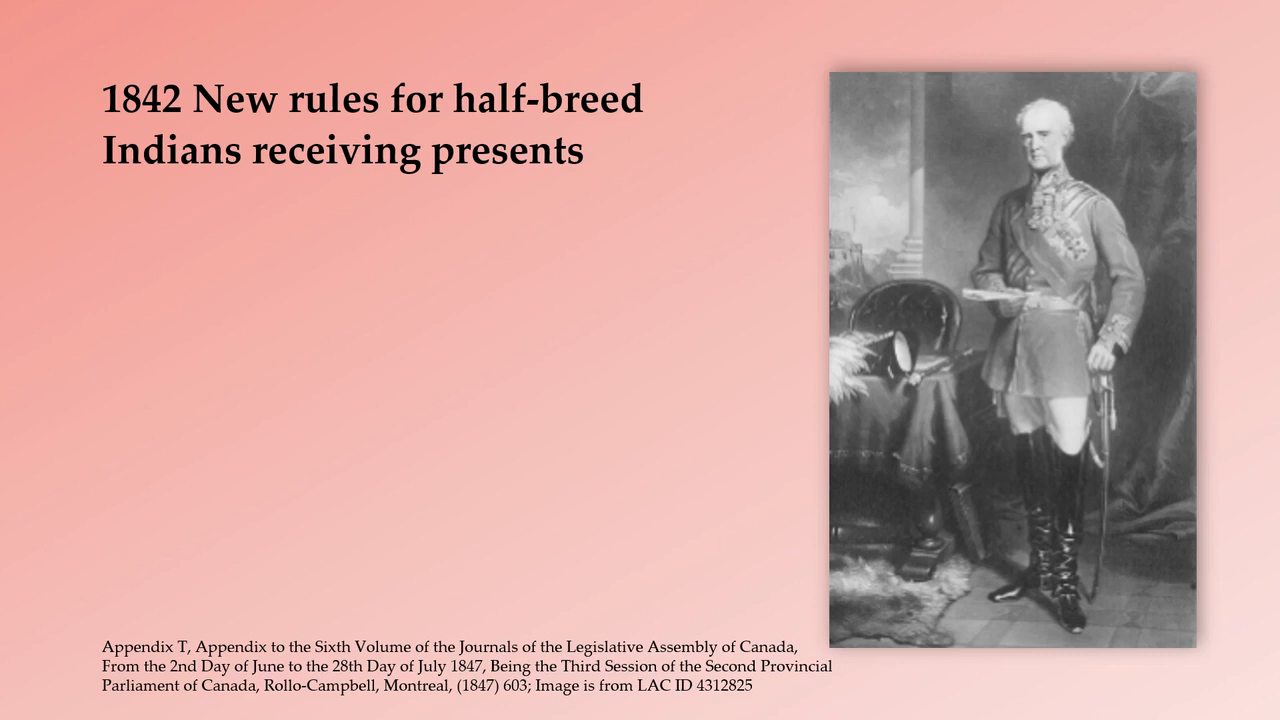 1842 New rules for half-breed
Indians receiving presents
Appendix T, Appendix to the Sixth Volume of the Journals of the Legislative Assembly of Canada,
From the 2nd Day of June to the 28th Day of July 1847, Being the Third Session of the Second Provincial
Parliament of Canada, Rollo-Campbell, Montreal, (1847) 603; Image is from LAC ID 4312825